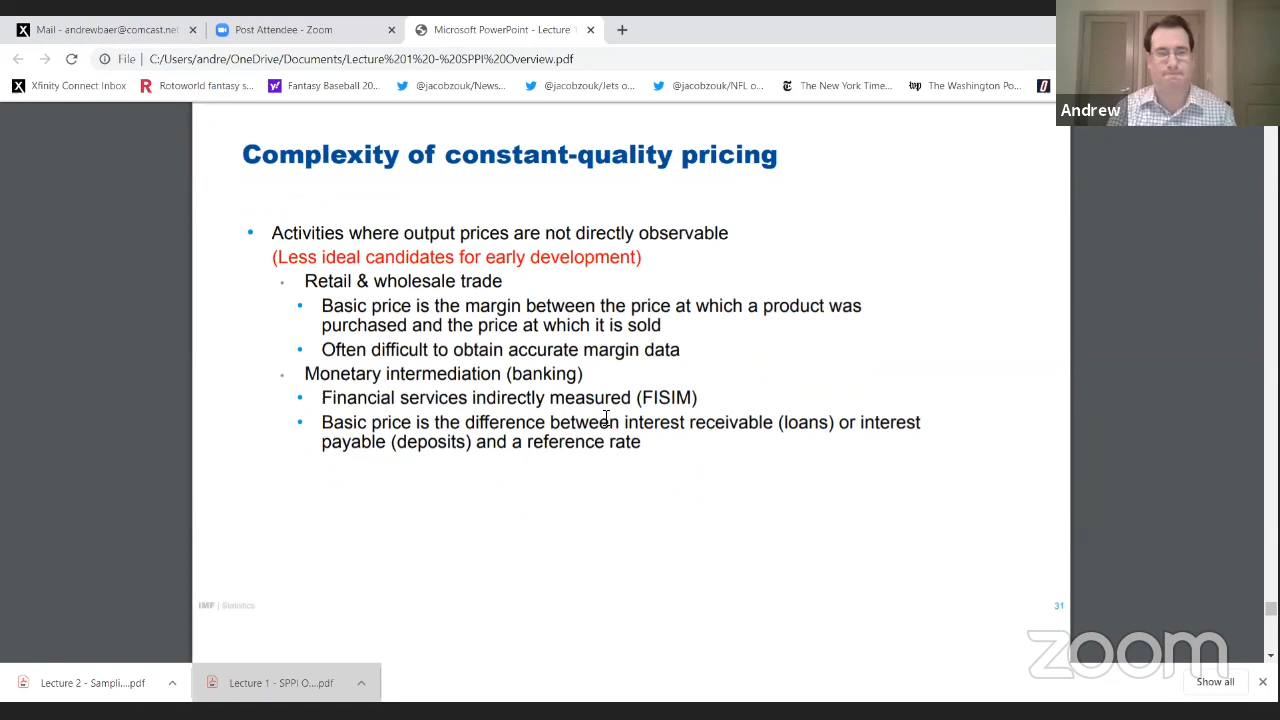 Mail - andrewbaer@comcast.net
Post Attendee - Zoom
Microsoft PowerPoint - Lecture 1
File | C:/Users/andre/OneDrive/Documents/Lecture%201%20-%20SPPI%20Overview.pdf
Xfinity Connect Inbox
Rotoworld fantasy s...
Fantasy Baseball 20...
@jacobzouk/News...
@jacobzouk/Jets o...
@jacobzouk/NFL o...
The New York Time...
The Washington Po...
Andrew
Complexity of constant-quality pricing
• Activities where output prices are not directly observable
(Less ideal candidates for early development)
• Retail & wholesale trade
• Basic price is the margin between the price at which a product was
purchased and the price at which it is sold
• Often difficult to obtain accurate margin data
• Monetary intermediation (banking)
• Financial services indirectly measured (FISIM)
• Basic price is the difference between interest receivable (loans) or interest
payable (deposits) and a reference rate
IMF | Statistics
31
zoom
Lecture 2 - Sampli....pdf
Lecture 1 - SPPI O....pdf
Show all